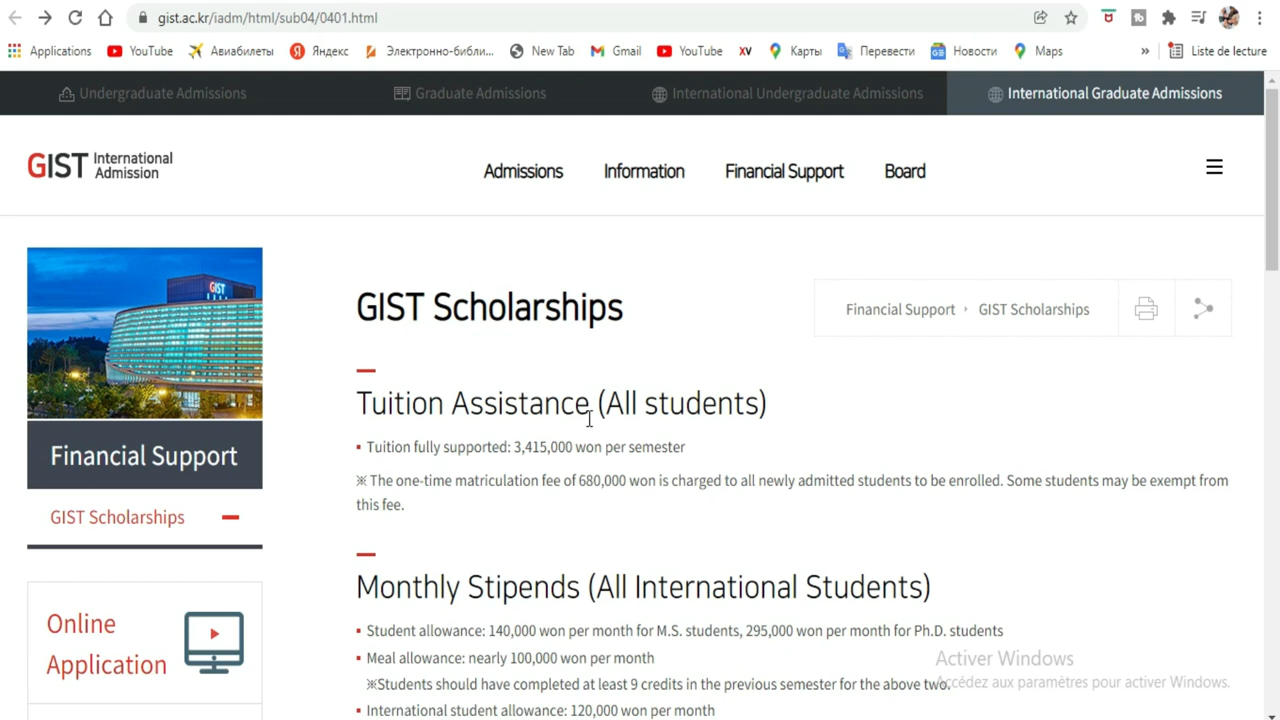 gist.ac.kr/iadm/html/sub04/0401.html
Applications YouTube Авиабилеты Яндекс Электронно-библи... New Tab Gmail YouTube XV Карты Перевести Новости Maps » Liste de lecture
Undergraduate Admissions Graduate Admissions International Undergraduate Admissions International Graduate Admissions
GIST International
Admission
Admissions Information Financial Support Board
GIST
Financial Support
GIST Scholarships
Online
Application
GIST Scholarships
Financial Support › GIST Scholarships
Tuition Assistance (All students)
▪ Tuition fully supported: 3,415,000 won per semester
※ The one-time matriculation fee of 680,000 won is charged to all newly admitted students to be enrolled. Some students may be exempt from
this fee.
Monthly Stipends (All International Students)
▪ Student allowance: 140,000 won per month for M.S. students, 295,000 won per month for Ph.D. students
▪ Meal allowance: nearly 100,000 won per month
※Students should have completed at least 9 credits in the previous semester for the above two.
▪ International student allowance: 120,000 won per month
Activer Windows
Accédez aux paramètres pour activer Windows.